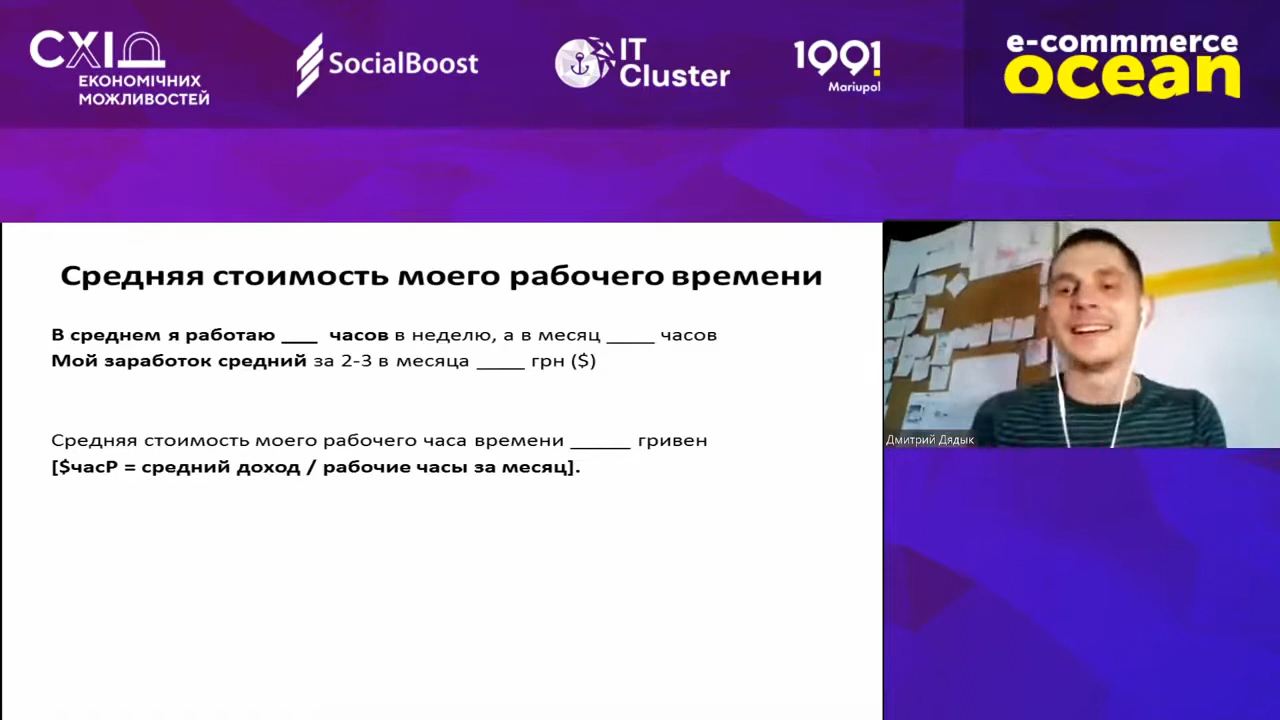 СХІД
ЕКОНОМІЧНИХ
МОЖЛИВОСТЕЙ
SocialBoost
IT
Cluster
1991
Mariupol
e-commmerce
ocean
Средняя стоимость моего рабочего времени
В среднем я работаю ___ часов в неделю, а в месяц ____ часов
Мой заработок средний за 2-3 в месяца ____ грн ($)
Средняя стоимость моего рабочего часа времени _____ гривен
[$часР = средний доход / рабочие часы за месяц].
Дмитрий Дядык